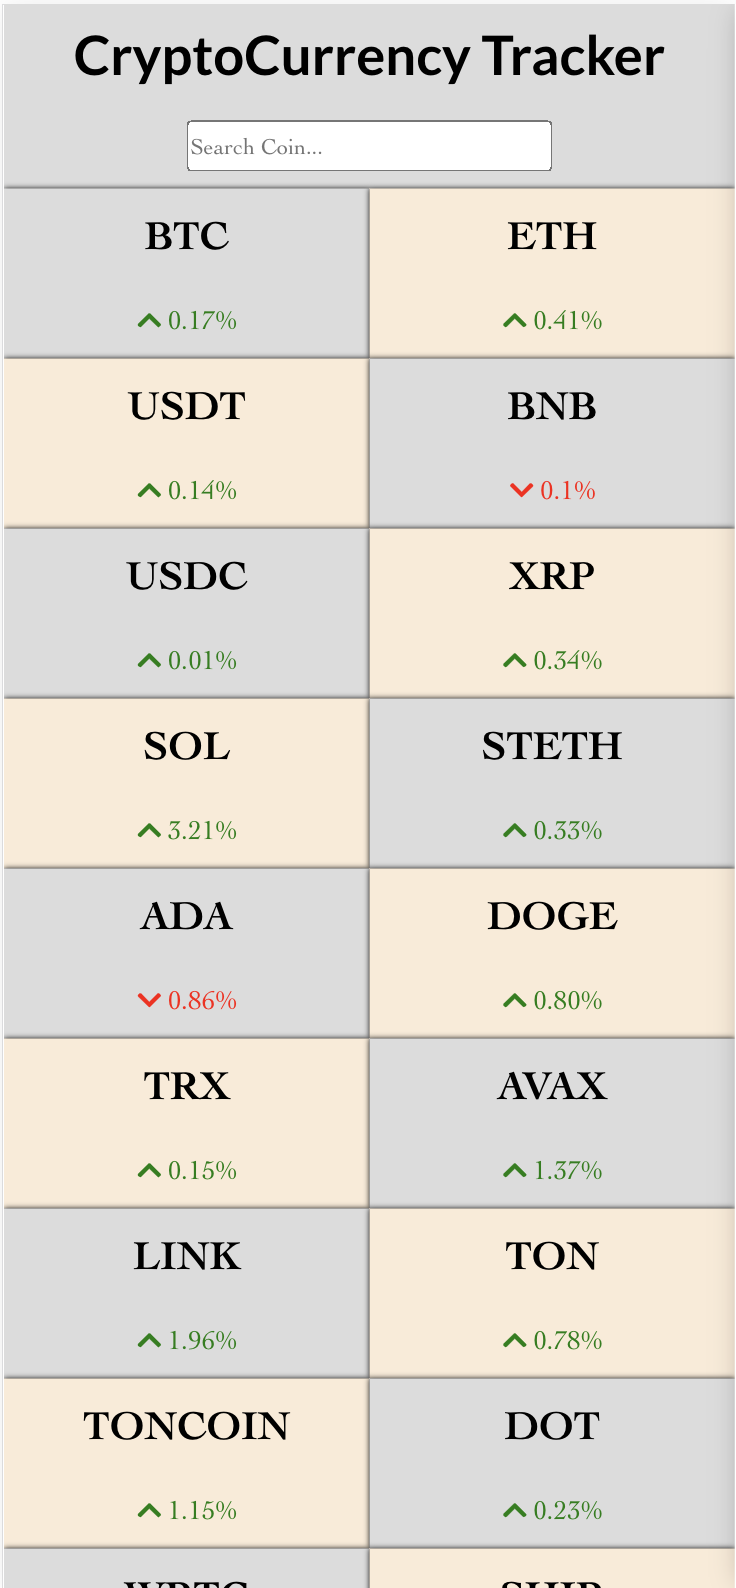 CryptoCurrency Tracker
Search Coin...
BTC
0.17%
ETH
0.41%
USDT
0.14%
BNB
0.1%
USDC
0.01%
XRP
0.34%
SOL
3.21%
STETH
0.33%
ADA
0.86%
DOGE
0.80%
TRX
0.15%
AVAX
1.37%
LINK
1.96%
TON
0.78%
TONCOIN
1.15%
DOT
0.23%